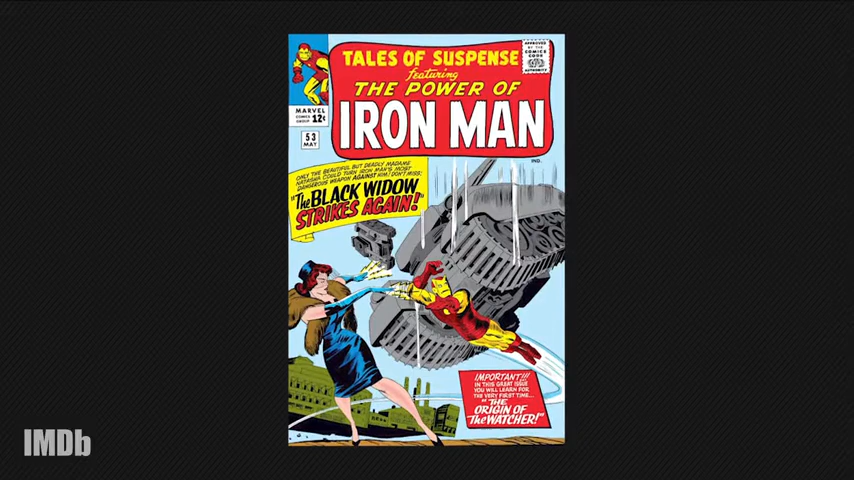 TALES OF SUSPENSE
featuring
THE POWER OF
IRON MAN
APPROVED
BY THE
COMICS
CODE
AUTHORITY
MARVEL
COMICS
GROUP 12¢
53
MAY
IND.
ONLY THE BEAUTIFUL BUT DEADLY MADAME
NATASHA COULD TURN IRON MAN'S MOST
DANGEROUS WEAPON AGAINST HIM! DON'T MISS:
"The BLACK WIDOW
STRIKES AGAIN!"
IMPORTANT!!!
IN THIS GREAT ISSUE
YOU WILL LEARN FOR
THE VERY FIRST TIME...
"THE
ORIGIN OF
The WATCHER!"
IMDb